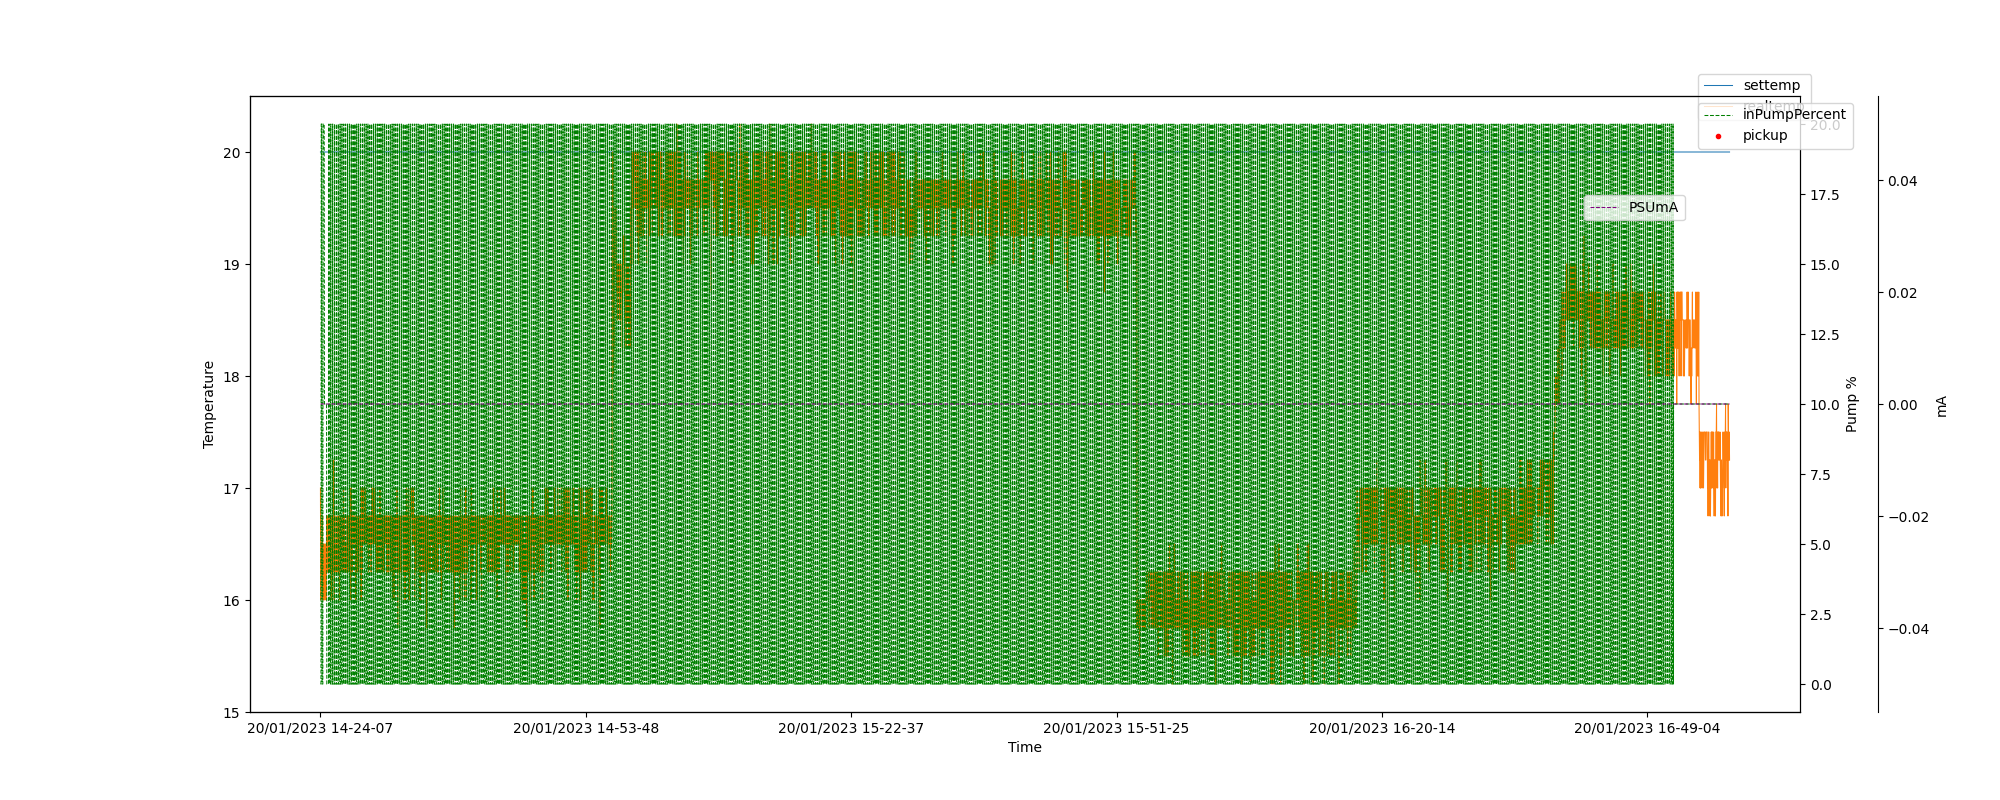 settemp
realtemp
inPumpPercent
pickup
PSUmA
20
19
18
17
16
15
Temperature
20.0
17.5
15.0
12.5
10.0
7.5
5.0
2.5
0.0
Pump %
0.04
0.02
0.00
−0.02
−0.04
mA
20/01/2023 14-24-07
20/01/2023 14-53-48
20/01/2023 15-22-37
20/01/2023 15-51-25
20/01/2023 16-20-14
20/01/2023 16-49-04
Time